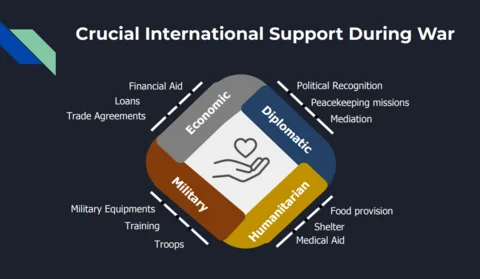 Crucial International Support During War
Financial Aid
Loans
Trade Agreements
Economic
Political Recognition
Peacekeeping missions
Mediation
Diplomatic
Military
Military Equipments
Training
Troops
Humanitarian
Food provision
Shelter
Medical Aid